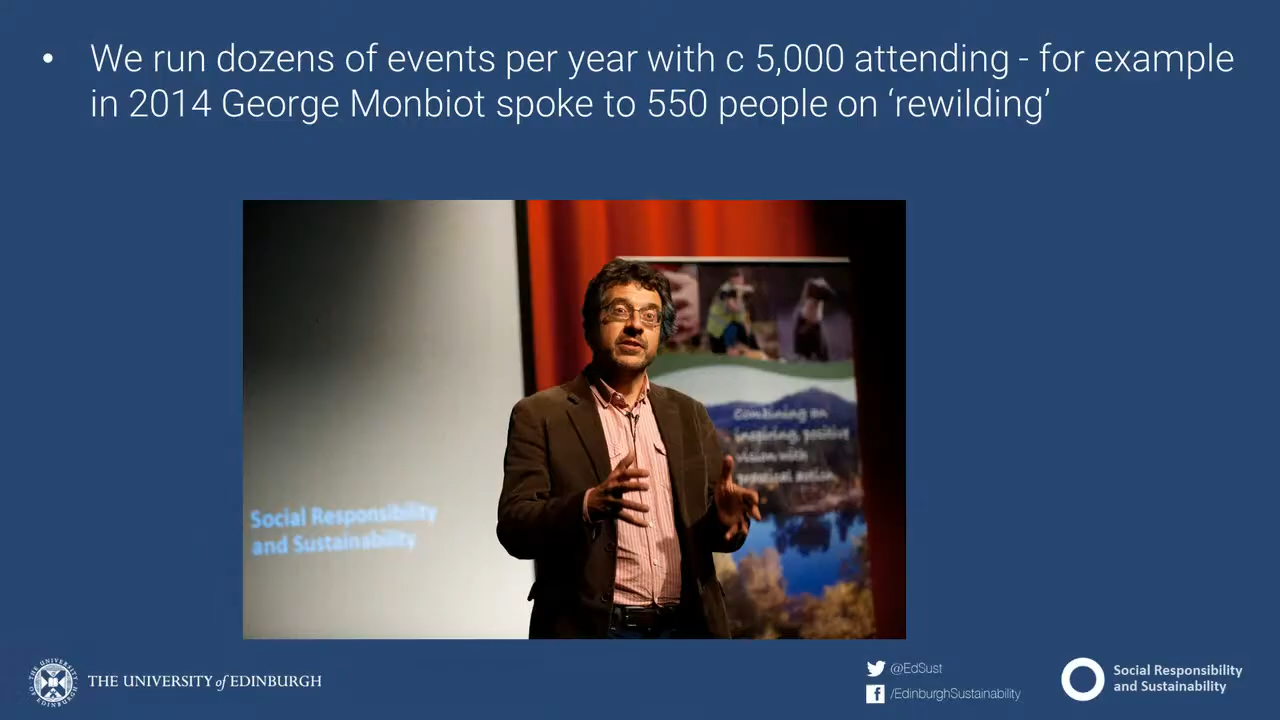 • We run dozens of events per year with c 5,000 attending - for example
in 2014 George Monbiot spoke to 550 people on ‘rewilding’
Combining an
inspiring, positive
vision with
practical action
Social Responsibility
and Sustainability
THE UNIVERSITY of EDINBURGH
@EdSust
/EdinburghSustainability
Social Responsibility
and Sustainability